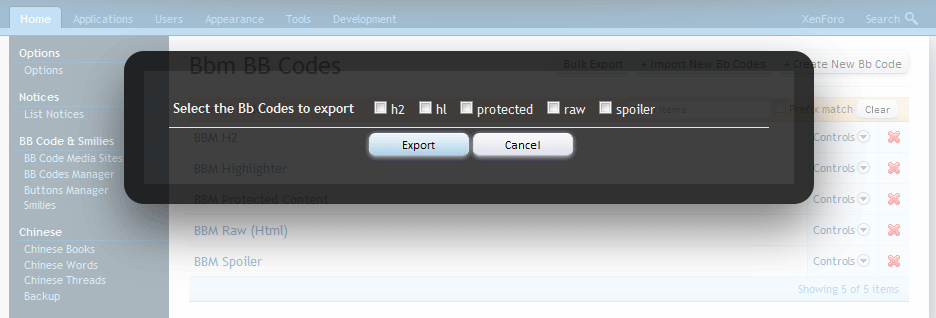 Home Applications Users Appearance Tools Development XenForo Search
Options
Options
Notices
List Notices
BB Code & Smilies
BB Code Media Sites
BB Codes Manager
Buttons Manager
Smilies
Chinese
Chinese Books
Chinese Words
Chinese Threads
Backup
Bbm BB Codes
Bulk Export + Import New BB Codes + Create New Bb Code
Select the Bb Codes to export h2 hl protected raw spoiler
items Prefix match Clear
Export Cancel
BBM H2 Controls
BBM Highlighter Controls
BBM Protected Content Controls
BBM Raw (Html) Controls
BBM Spoiler Controls
Showing 5 of 5 items